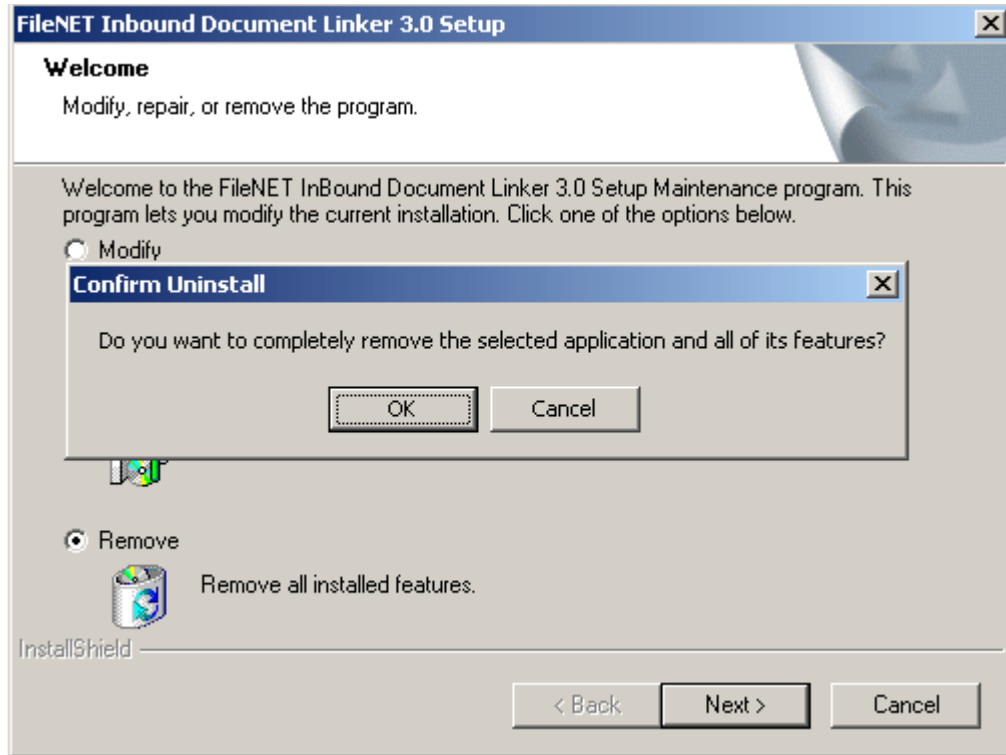 FileNET Inbound Document Linker 3.0 Setup
Welcome
Modify, repair, or remove the program.
Welcome to the FileNET InBound Document Linker 3.0 Setup Maintenance program. This
program lets you modify the current installation. Click one of the options below.
Modify
Confirm Uninstall
Do you want to completely remove the selected application and all of its features?
OK Cancel
Remove
Remove all installed features.
InstallShield
< Back Next > Cancel